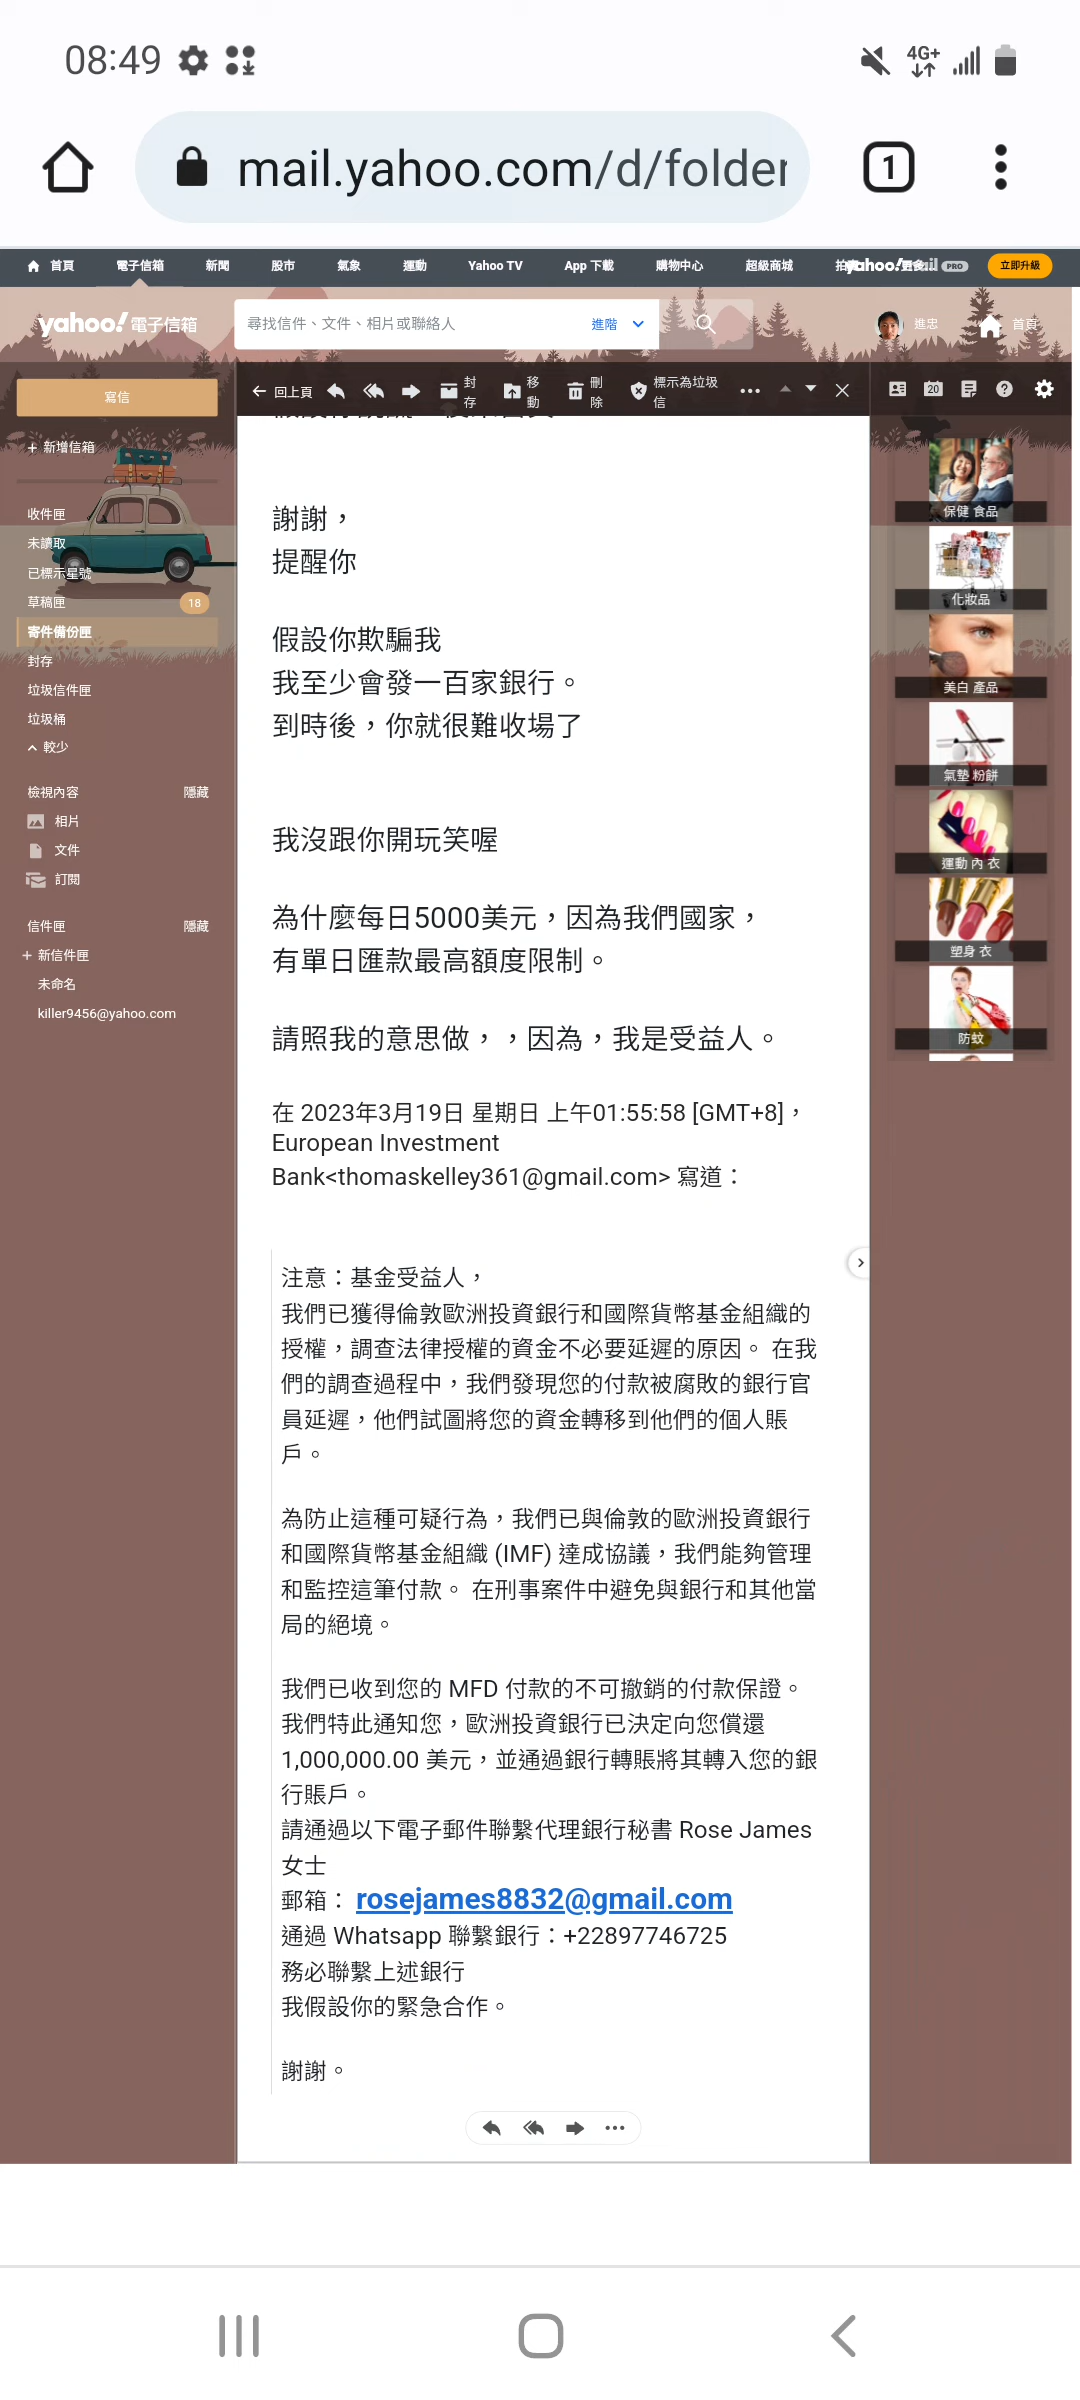 08:49
4G+
mail.yahoo.com/d/folder
1
首頁 電子信箱 新聞 股市 氣象 運動 Yahoo TV App 下載 購物中心 超級商城 PRO 立即升級
yahoo! 電子信箱
尋找信件、文件、相片或聯絡人 進階
進忠 首頁
寫信
回上頁 封存 移動 刪除 標示為垃圾信
20
+ 新增信箱
收件匣
未讀取
已標示星號
草稿匣 18
寄件備份匣
封存
垃圾信件匣
垃圾桶
較少
檢視內容 隱藏
相片
文件
訂閱
信件匣 隱藏
+ 新信件匣
未命名
killer9456@yahoo.com
謝謝，
提醒你
假設你欺騙我
我至少會發一百家銀行。
到時後，你就很難收場了
我沒跟你開玩笑喔
為什麼每日5000美元，因為我們國家，
有單日匯款最高額度限制。
請照我的意思做，，因為，我是受益人。
在 2023年3月19日 星期日 上午01:55:58 [GMT+8]，
European Investment
Bank<thomaskelley361@gmail.com> 寫道：
注意：基金受益人，
我們已獲得倫敦歐洲投資銀行和國際貨幣基金組織的
授權，調查法律授權的資金不必要延遲的原因。 在我
們的調查過程中，我們發現您的付款被腐敗的銀行官
員延遲，他們試圖將您的資金轉移到他們的個人賬
戶。
為防止這種可疑行為，我們已與倫敦的歐洲投資銀行
和國際貨幣基金組織 (IMF) 達成協議，我們能夠管理
和監控這筆付款。 在刑事案件中避免與銀行和其他當
局的絕境。
我們已收到您的 MFD 付款的不可撤銷的付款保證。
我們特此通知您，歐洲投資銀行已決定向您償還
1,000,000.00 美元，並通過銀行轉賬將其轉入您的銀
行賬戶。
請通過以下電子郵件聯繫代理銀行秘書 Rose James
女士
郵箱： rosejames8832@gmail.com
通過 Whatsapp 聯繫銀行：+22897746725
務必聯繫上述銀行
我假設你的緊急合作。
謝謝。
保健 食品
化妝品
美白 產品
氣墊 粉餅
運動 內 衣
塑身 衣
防蚊